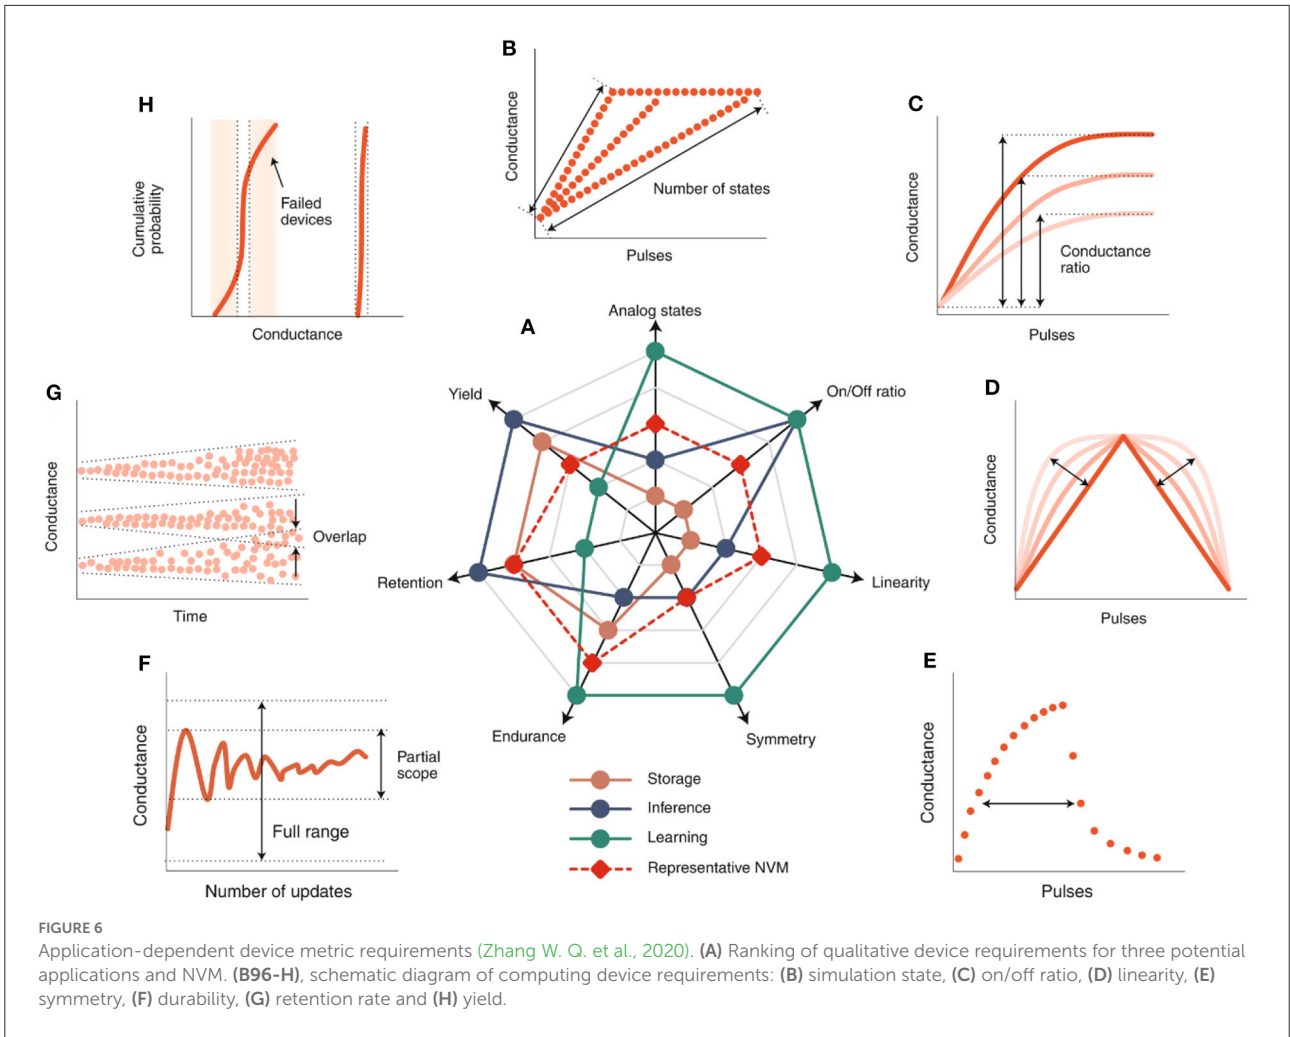 B
Conductance
Number of states
Pulses
H
Cumulative
probability
Failed
devices
Conductance
C
Conductance
Conductance
ratio
Pulses
A
Analog states
On/Off ratio
Linearity
Symmetry
Endurance
Retention
Yield
G
Conductance
Overlap
Time
D
Conductance
Pulses
F
Conductance
Partial
scope
Full range
Number of updates
E
Conductance
Pulses
Storage
Inference
Learning
Representative NVM
FIGURE 6
Application-dependent device metric requirements (Zhang W. Q. et al., 2020). (A) Ranking of qualitative device requirements for three potential
applications and NVM. (B96-H), schematic diagram of computing device requirements: (B) simulation state, (C) on/off ratio, (D) linearity, (E)
symmetry, (F) durability, (G) retention rate and (H) yield.